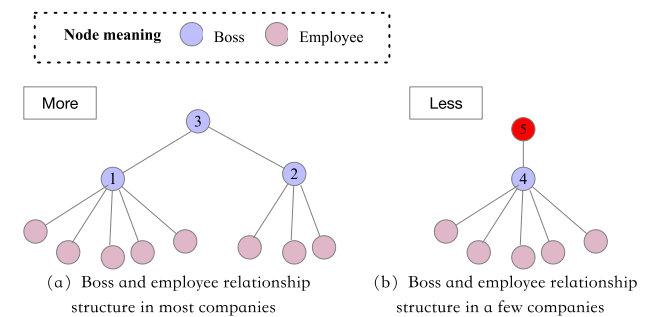 Node meaning Boss Employee
More
Less
3
5
1
2
4
(a) Boss and employee relationship
structure in most companies
(b) Boss and employee relationship
structure in a few companies